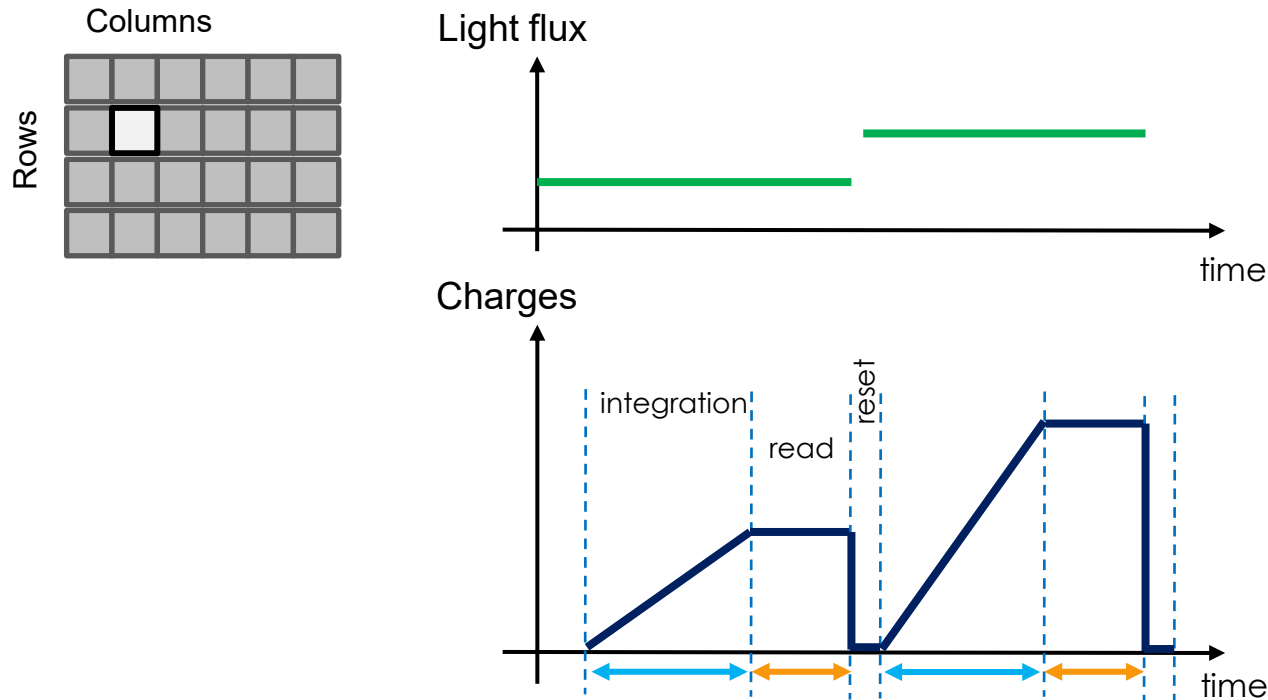 Columns
Rows
Light flux
time
Charges
integration
read
reset
time